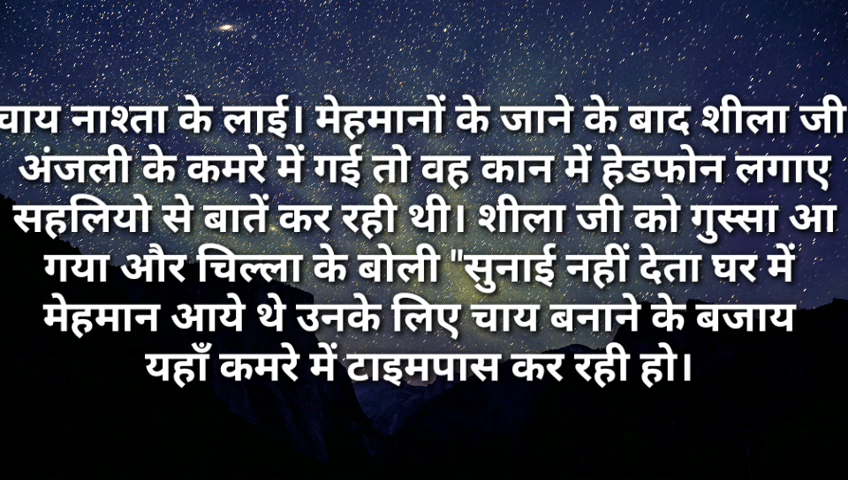 चाय नाश्ता के लाई। मेहमानों के जाने के बाद शीला जी
अंजली के कमरे में गई तो वह कान में हेडफोन लगाए
सहलियो से बातें कर रही थी। शीला जी को गुस्सा आ
गया और चिल्ला के बोली "सुनाई नहीं देता घर में
मेहमान आये थे उनके लिए चाय बनाने के बजाय
यहाँ कमरे में टाइमपास कर रही हो।